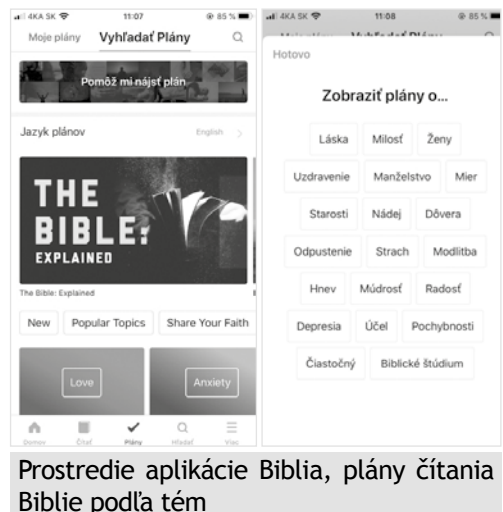 4KA SK 11:07 85 %
Moje plány Vyhľadať Plány
Pomôž mi nájsť plán
Jazyk plánov English
THE
BIBLE:
EXPLAINED
The Bible: Explained
New Popular Topics Share Your Faith
Love Anxiety
Domov Čítať Plány Hľadať Viac
4KA SK 11:08 85 %
Hotovo
Zobraziť plány o...
Láska Milosť Ženy
Uzdravenie Manželstvo Mier
Starosti Nádej Dôvera
Odpustenie Strach Modlitba
Hnev Múdrosť Radosť
Depresia Účel Pochybnosti
Čiastočný Biblické štúdium
Prostredie aplikácie Biblia, plány čítania
Biblie podľa tém